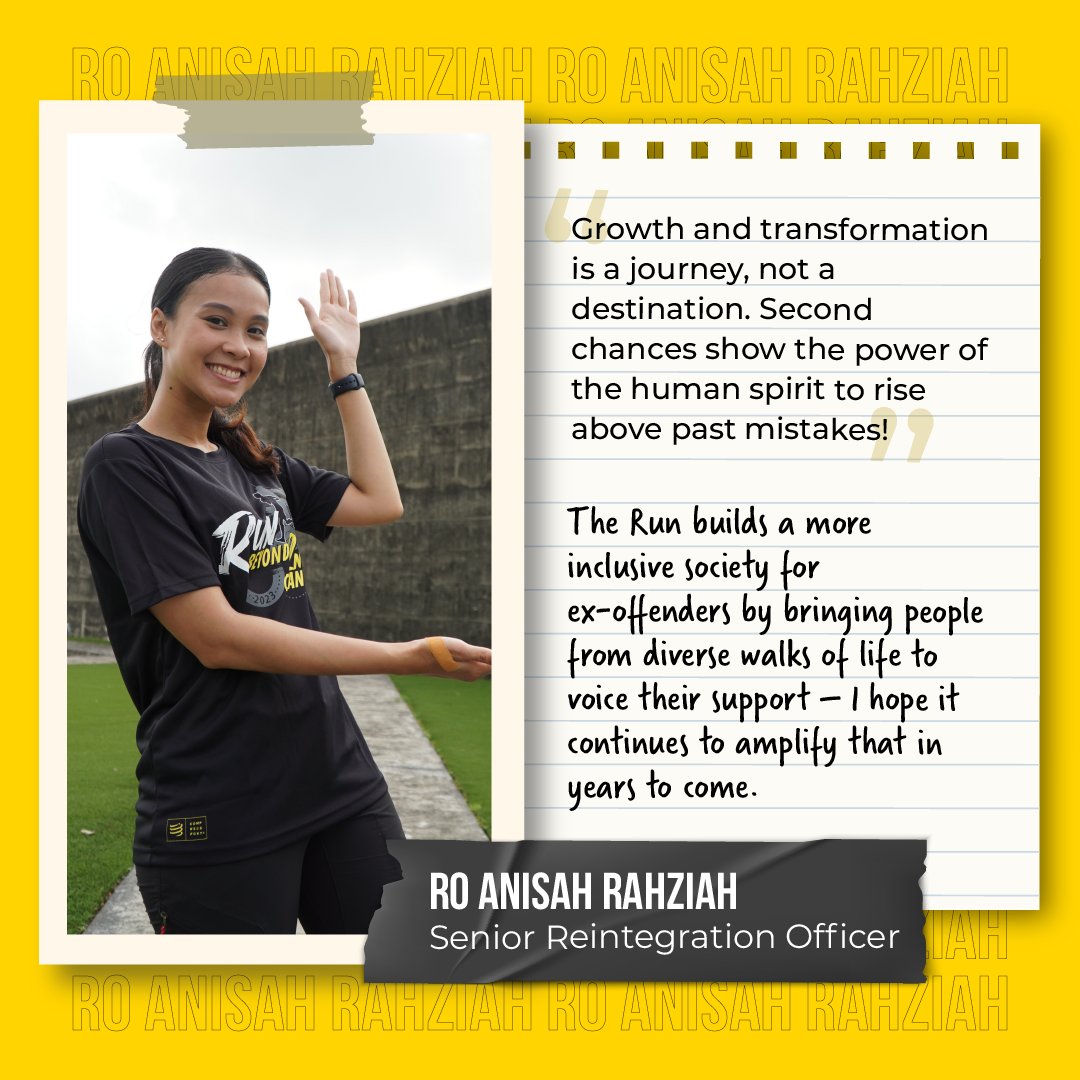 RO ANISAH RAHZIAH RO ANISAH RAHZIAH
Growth and transformation
is a journey, not a
destination. Second
chances show the power of
the human spirit to rise
above past mistakes!
The Run builds a more
inclusive society for
ex-offenders by bringing people
from diverse walks of life to
voice their support – I hope it
continues to amplify that in
years to come.
RUN
BEYOND
2023
RO ANISAH RAHZIAH
Senior Reintegration Officer
RO ANISAH RAHZIAH RO ANISAH RAHZIAH